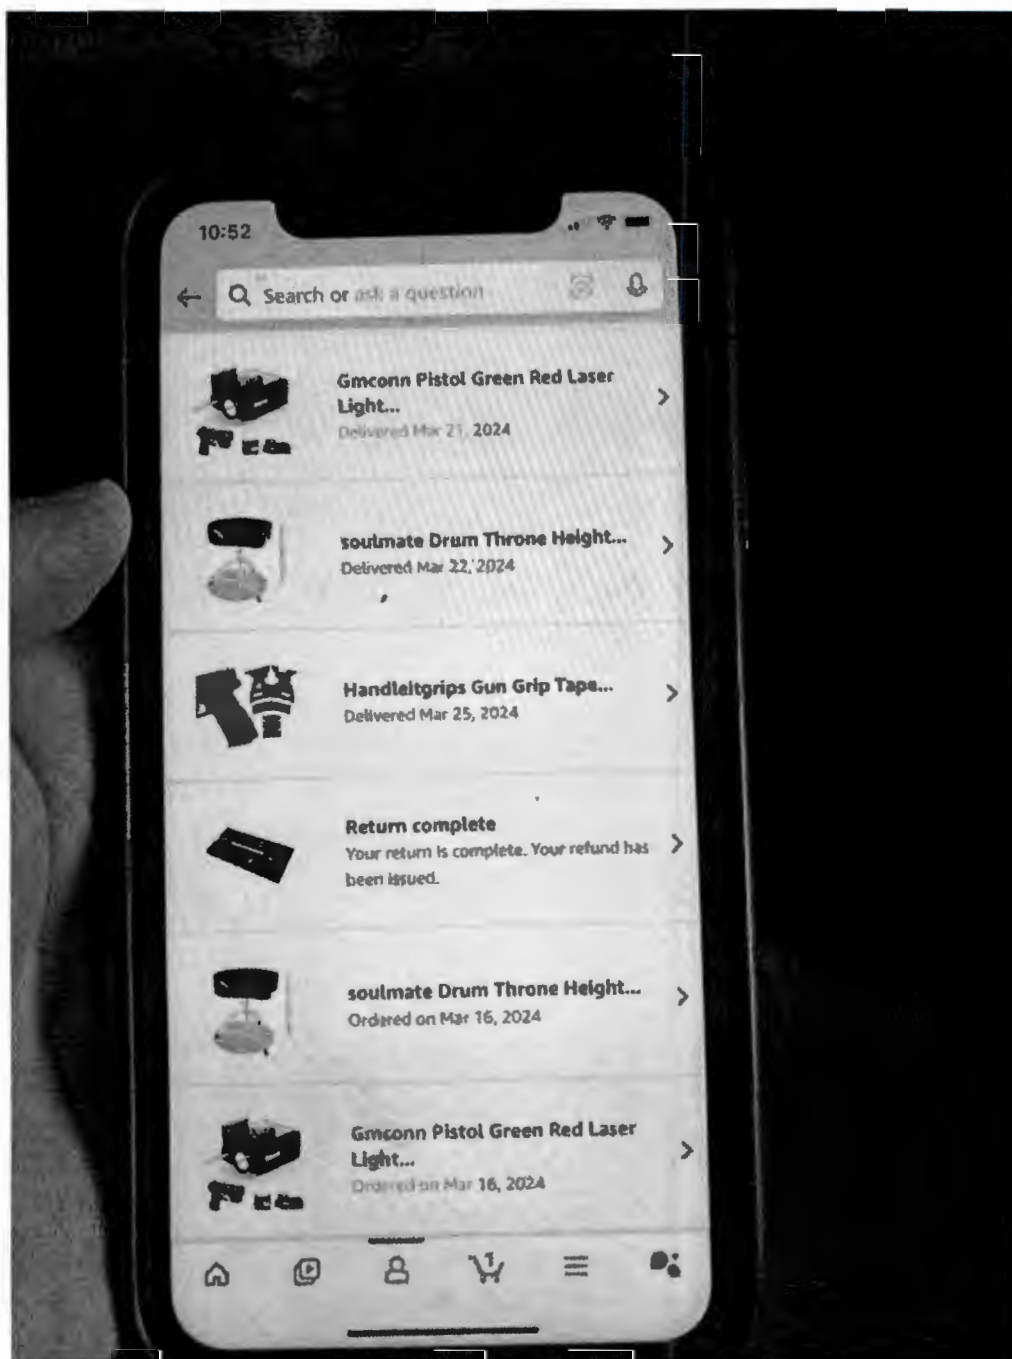 10:52
Search or ask a question
Gmconn Pistol Green Red Laser
Light...
Delivered Mar 21, 2024
soulmate Drum Throne Height...
Delivered Mar 22, 2024
Handleitgrips Gun Grip Tape...
Delivered Mar 25, 2024
Return complete
Your return is complete. Your refund has
been issued.
soulmate Drum Throne Height...
Ordered on Mar 16, 2024
Gmconn Pistol Green Red Laser
Light...
Ordered on Mar 16, 2024
1